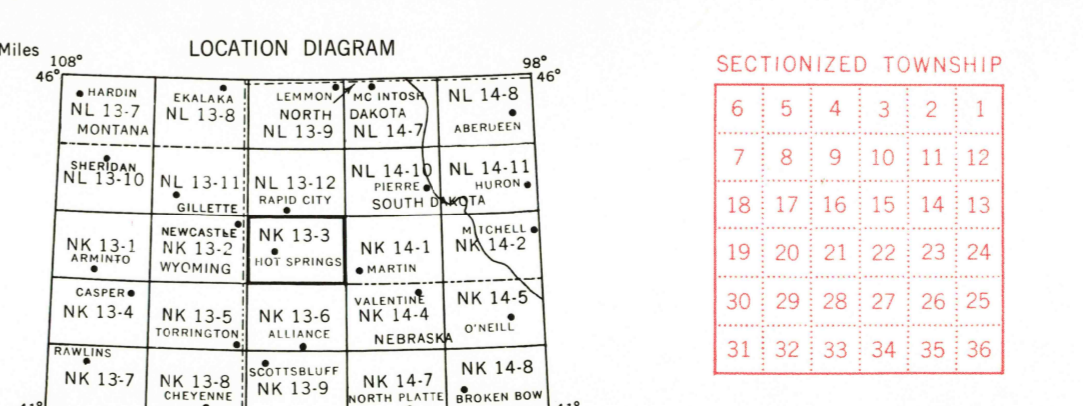 Miles
LOCATION DIAGRAM
108° 98°
46° 46°
HARDIN
NL 13-7
MONTANA
EKALAKA
NL 13-8
LEMMON
NORTH
NL 13-9
MC INTOSH
DAKOTA
NL 14-7
NL 14-8
ABERDEEN
SHERIDAN
NL 13-10
NL 13-11
GILLETTE
NL 13-12
RAPID CITY
NL 14-10
PIERRE
SOUTH DAKOTA
NL 14-11
HURON
NK 13-1
ARMINTO
NEWCASTLE
NK 13-2
WYOMING
NK 13-3
HOT SPRINGS
NK 14-1
MARTIN
MITCHELL
NK 14-2
CASPER
NK 13-4
NK 13-5
TORRINGTON
NK 13-6
ALLIANCE
VALENTINE
NK 14-4
NEBRASKA
NK 14-5
O'NEILL
RAWLINS
NK 13-7
NK 13-8
CHEYENNE
SCOTTSBLUFF
NK 13-9
NK 14-7
NORTH PLATTE
NK 14-8
BROKEN BOW
SECTIONIZED TOWNSHIP
6 5 4 3 2 1
7 8 9 10 11 12
18 17 16 15 14 13
19 20 21 22 23 24
30 29 28 27 26 25
31 32 33 34 35 36